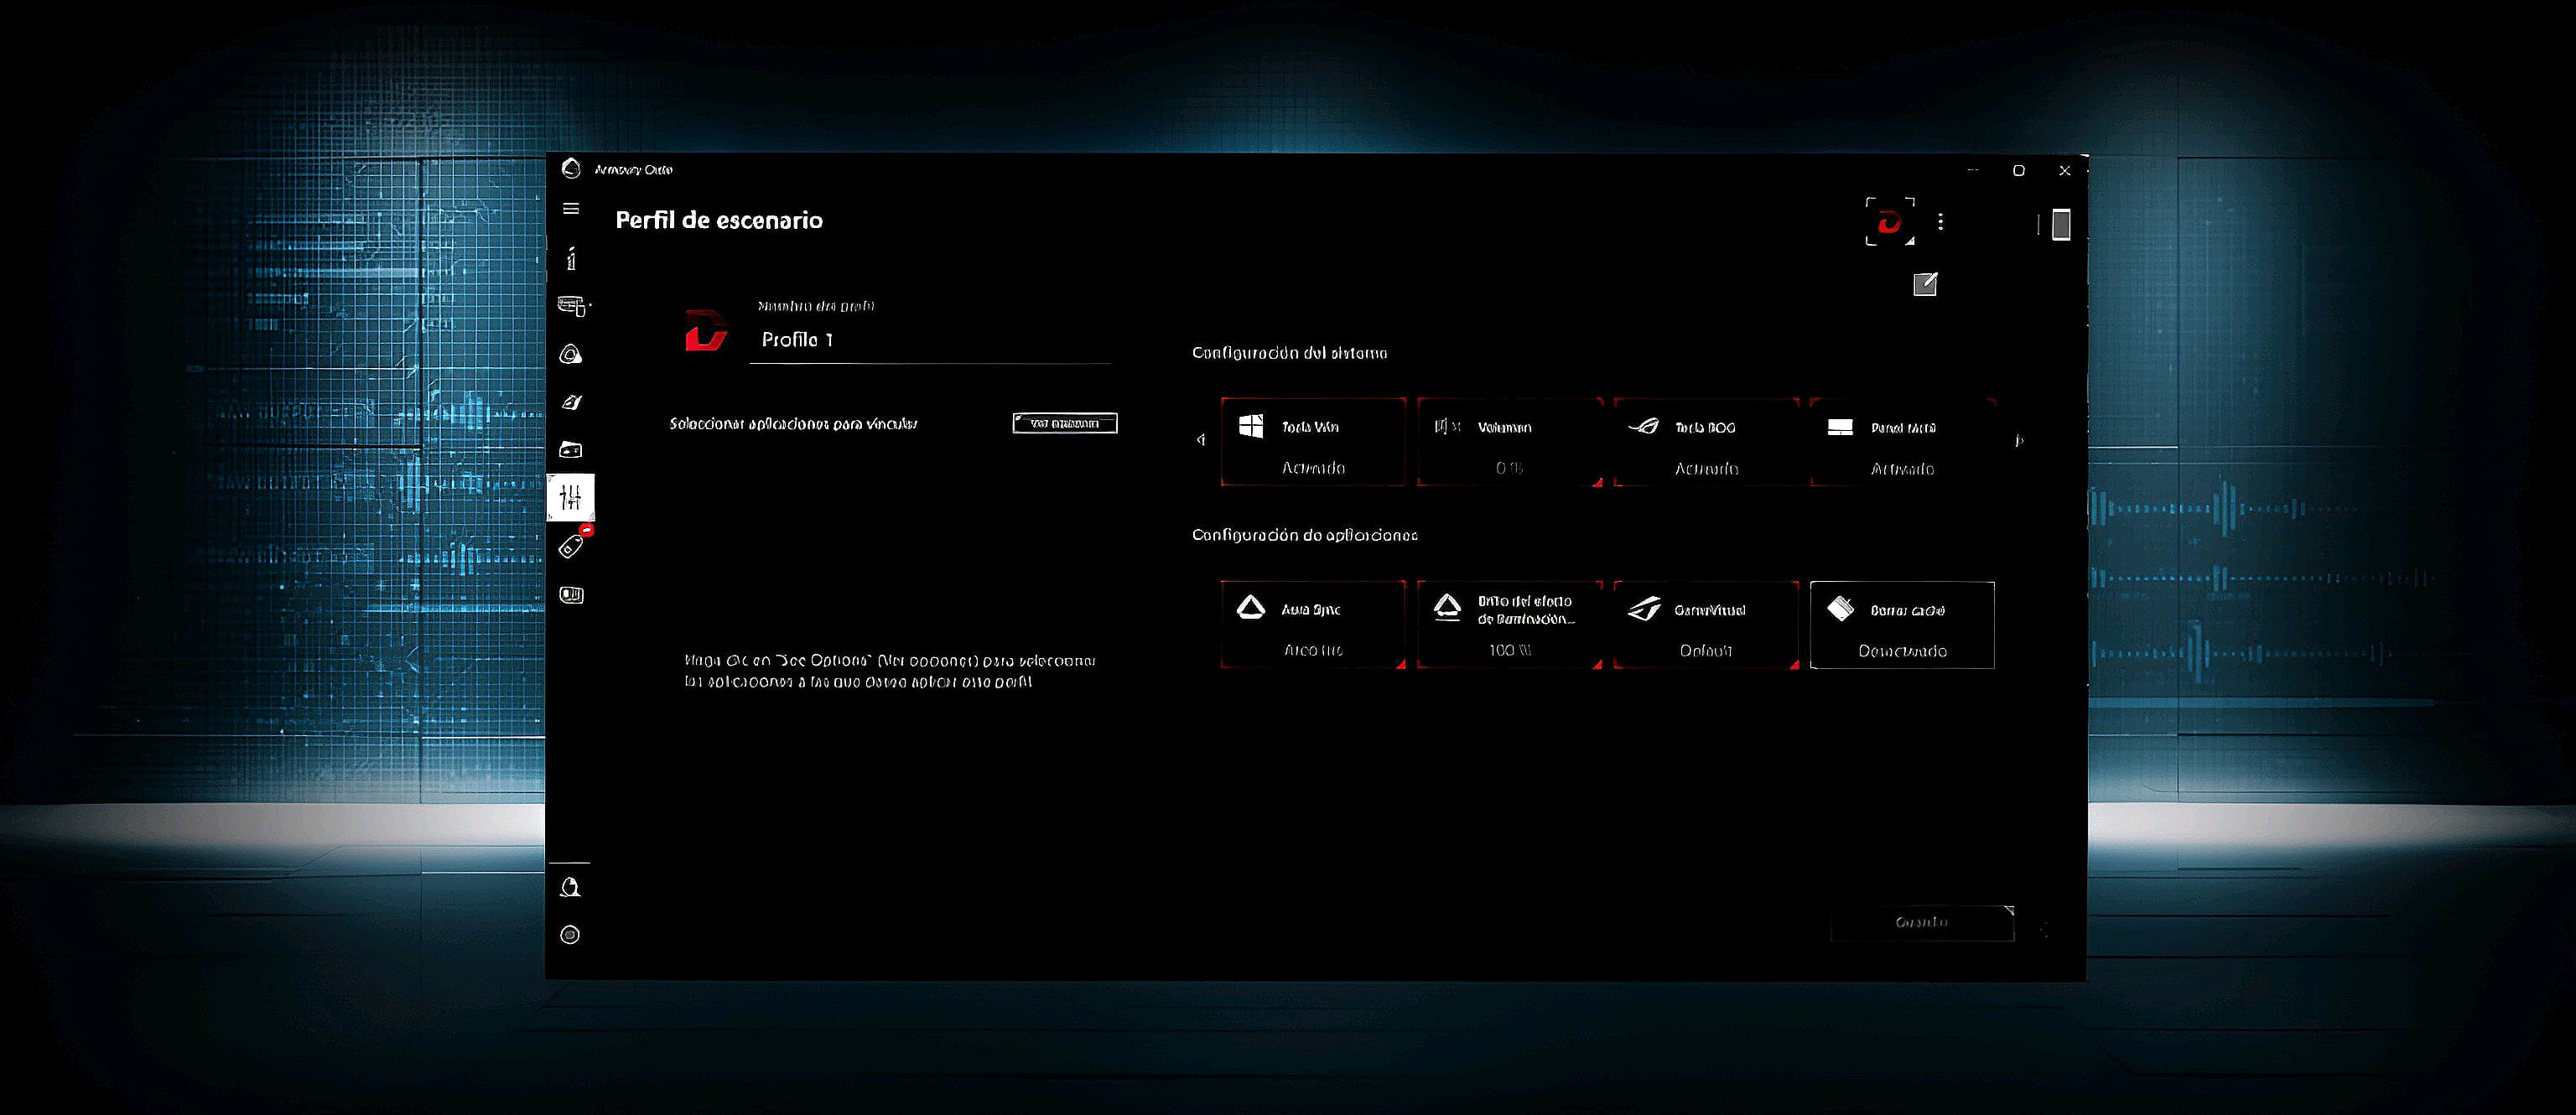 Armoury Crate
Perfil de escenario
Nombre del perfil
Profile 1
Seleccionar aplicaciones para vincular
Configuración del sistema
Tecla Win
Activado
Volumen
0 %
Tecla ROG
Activado
Panel táctil
Activado
Configuración de aplicaciones
Aura Sync
Arco iris
Brillo del efecto
de iluminación...
100 %
GameVisual
Default
Borrar caché
Desactivado
Haga clic en "See Options" (Ver opciones) para seleccionar
las aplicaciones a las que desea aplicar este perfil